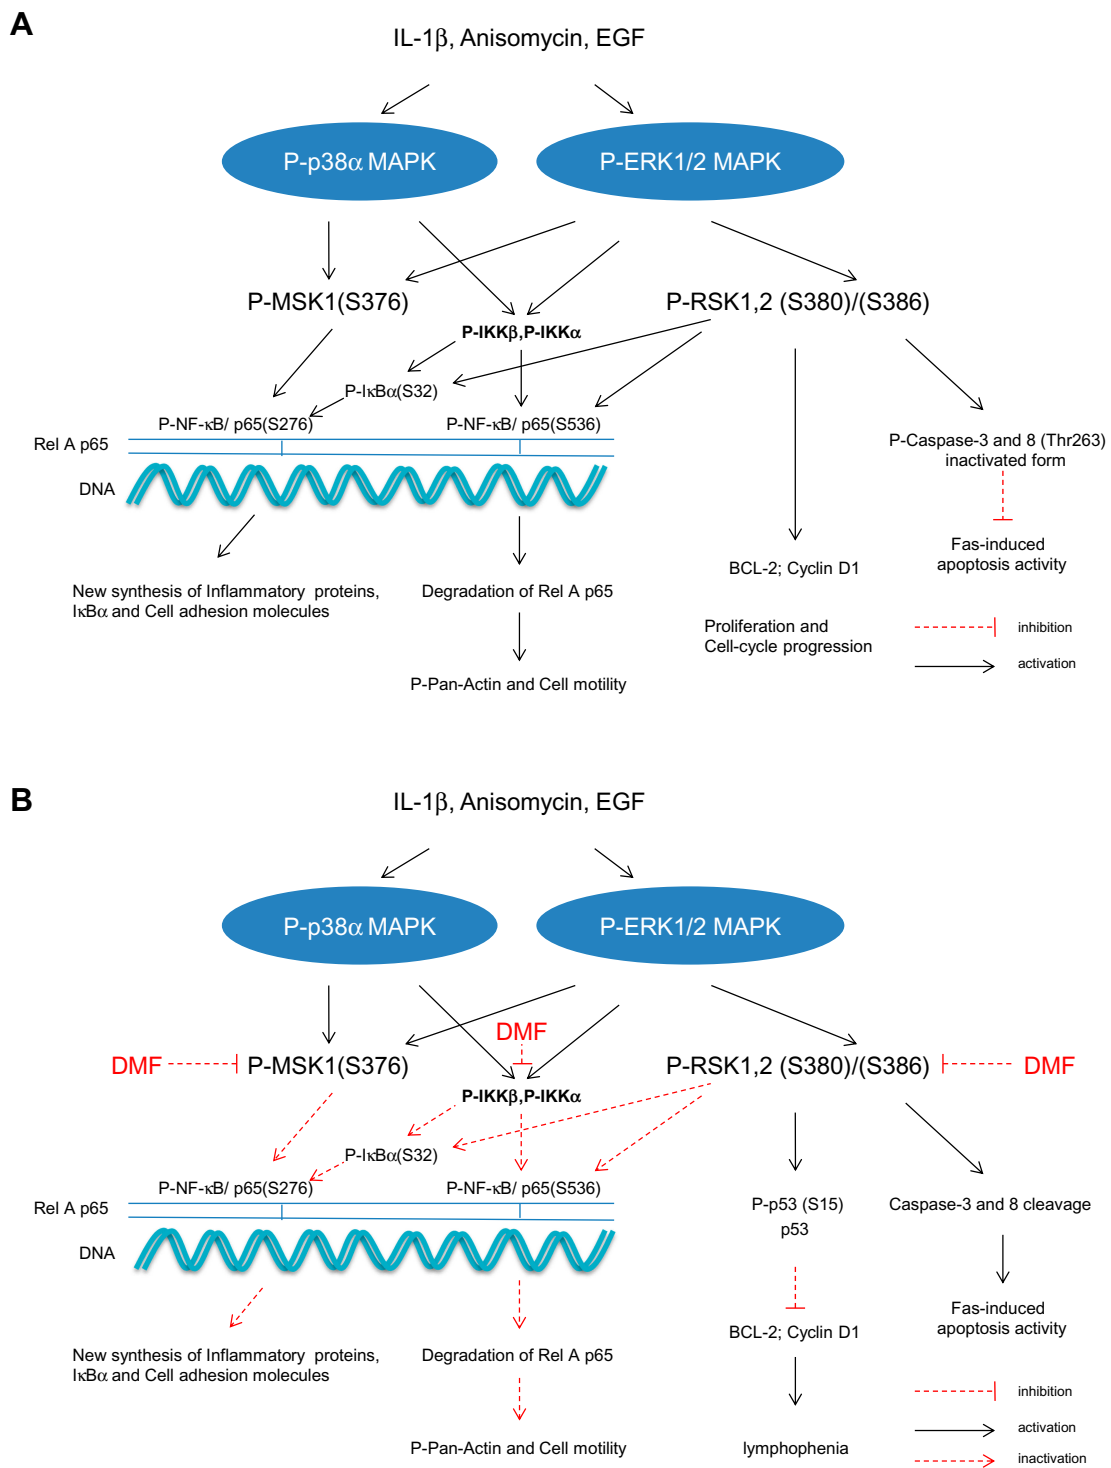 A
IL-1β, Anisomycin, EGF
P-p38α MAPK
P-ERK1/2 MAPK
P-MSK1(S376)
P-RSK1,2 (S380)/(S386)
P-IKKβ,P-IKKα
P-IκBα(S32)
P-NF-κB/ p65(S276)
P-NF-κB/ p65(S536)
Rel A p65
P-Caspase-3 and 8 (Thr263)
inactivated form
DNA
Fas-induced
apoptosis activity
BCL-2; Cyclin D1
New synthesis of Inflammatory proteins,
IκBα and Cell adhesion molecules
Degradation of Rel A p65
Proliferation and
Cell-cycle progression
inhibition
activation
P-Pan-Actin and Cell motility
B
IL-1β, Anisomycin, EGF
P-p38α MAPK
P-ERK1/2 MAPK
DMF
DMF
P-MSK1(S376)
P-RSK1,2 (S380)/(S386)
DMF
P-IKKβ,P-IKKα
P-IκBα(S32)
P-NF-κB/ p65(S276)
P-NF-κB/ p65(S536)
Rel A p65
P-p53 (S15)
p53
Caspase-3 and 8 cleavage
DNA
Fas-induced
apoptosis activity
BCL-2; Cyclin D1
New synthesis of Inflammatory proteins,
IκBα and Cell adhesion molecules
Degradation of Rel A p65
inhibition
activation
inactivation
P-Pan-Actin and Cell motility
lymphophenia